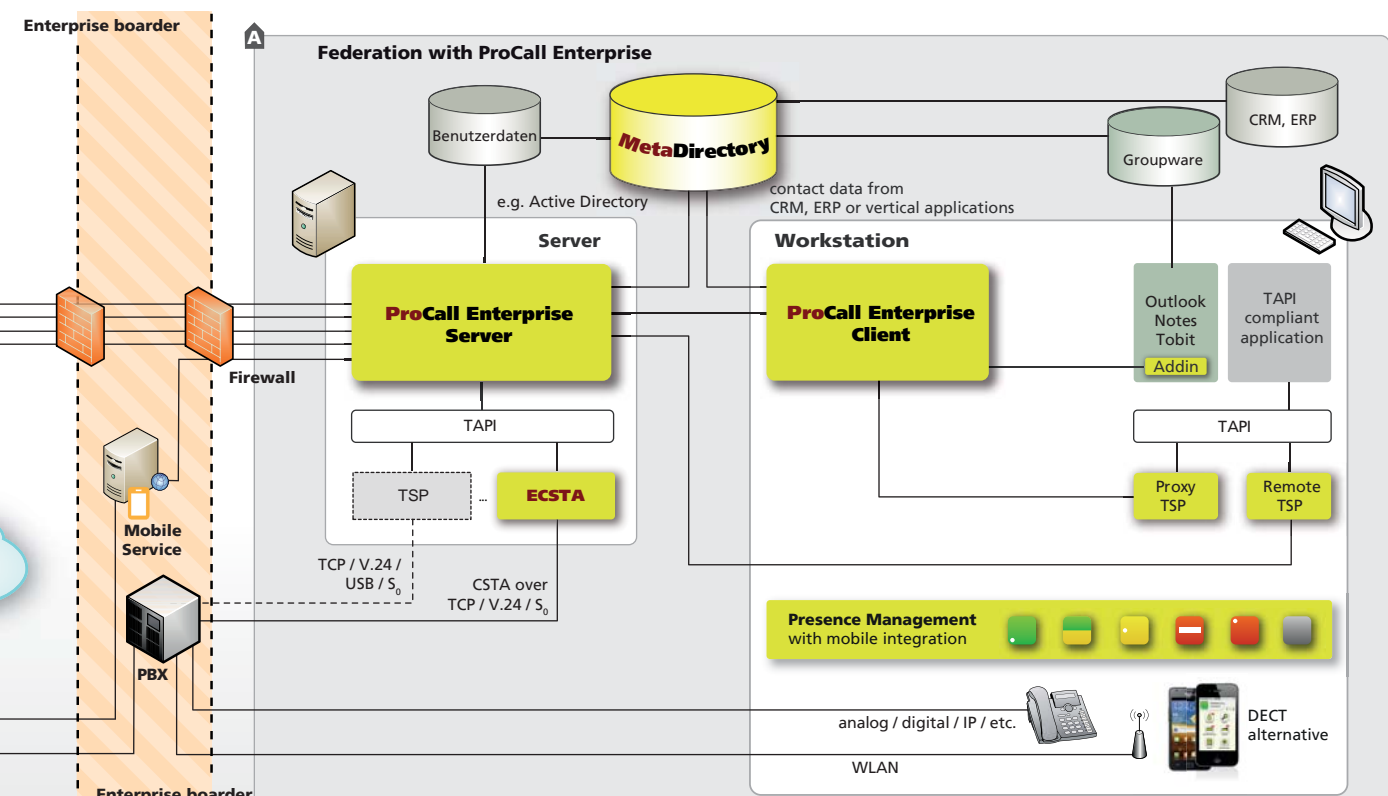 Enterprise boarder
A
Federation with ProCall Enterprise
Benutzerdaten
MetaDirectory
CRM, ERP
Groupware
e.g. Active Directory
contact data from
CRM, ERP or vertical applications
Server
Workstation
ProCall Enterprise
Server
ProCall Enterprise
Client
Outlook
Notes
Tobit
Addin
TAPI
compliant
application
Firewall
TAPI
TAPI
TSP
...
ECSTA
Proxy
TSP
Remote
TSP
Mobile
Service
TCP / V.24 /
USB / S0
CSTA over
TCP / V.24 / S0
PBX
Presence Management
with mobile integration
analog / digital / IP / etc.
DECT
alternative
WLAN
Enterprise boarder